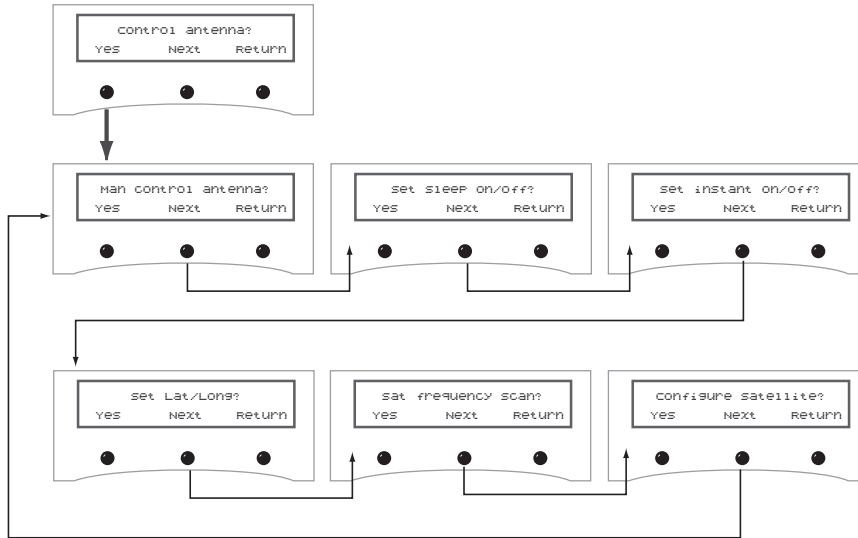 Control antenna?
Yes Next Return
Man Control antenna?
Yes Next Return
Set Sleep On/Off?
Yes Next Return
Set instant On/Off?
Yes Next Return
Set Lat/Long?
Yes Next Return
Sat frequency scan?
Yes Next Return
Configure Satellite?
Yes Next Return